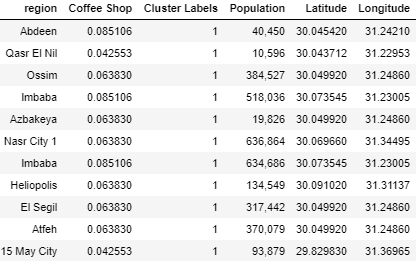 region Coffee Shop Cluster Labels Population Latitude Longitude
Abdeen 0.085106 1 40,450 30.045420 31.24210
Qasr El Nil 0.042553 1 10,596 30.043712 31.22953
Ossim 0.063830 1 384,527 30.049920 31.24860
Imbaba 0.085106 1 518,036 30.073545 31.23005
Azbakeya 0.063830 1 19,826 30.049920 31.24860
Nasr City 1 0.063830 1 636,864 30.069660 31.34495
Imbaba 0.085106 1 634,686 30.073545 31.23005
Heliopolis 0.063830 1 134,549 30.091020 31.31137
El Segil 0.063830 1 317,442 30.049920 31.24860
Atfeh 0.063830 1 370,079 30.049920 31.24860
15 May City 0.042553 1 93,879 29.829830 31.36965